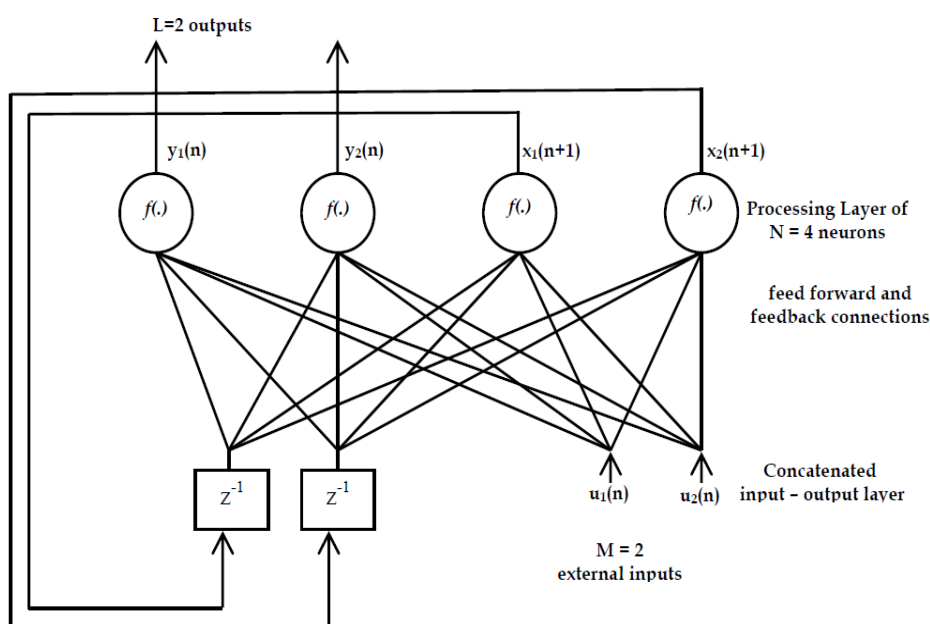 L=2 outputs
y₁(n)
y₂(n)
x₁(n+1)
x₂(n+1)
f(.)
f(.)
f(.)
f(.)
Processing Layer of
N = 4 neurons
feed forward and
feedback connections
Z⁻¹
Z⁻¹
u₁(n)
u₂(n)
Concatenated
input – output layer
M = 2
external inputs